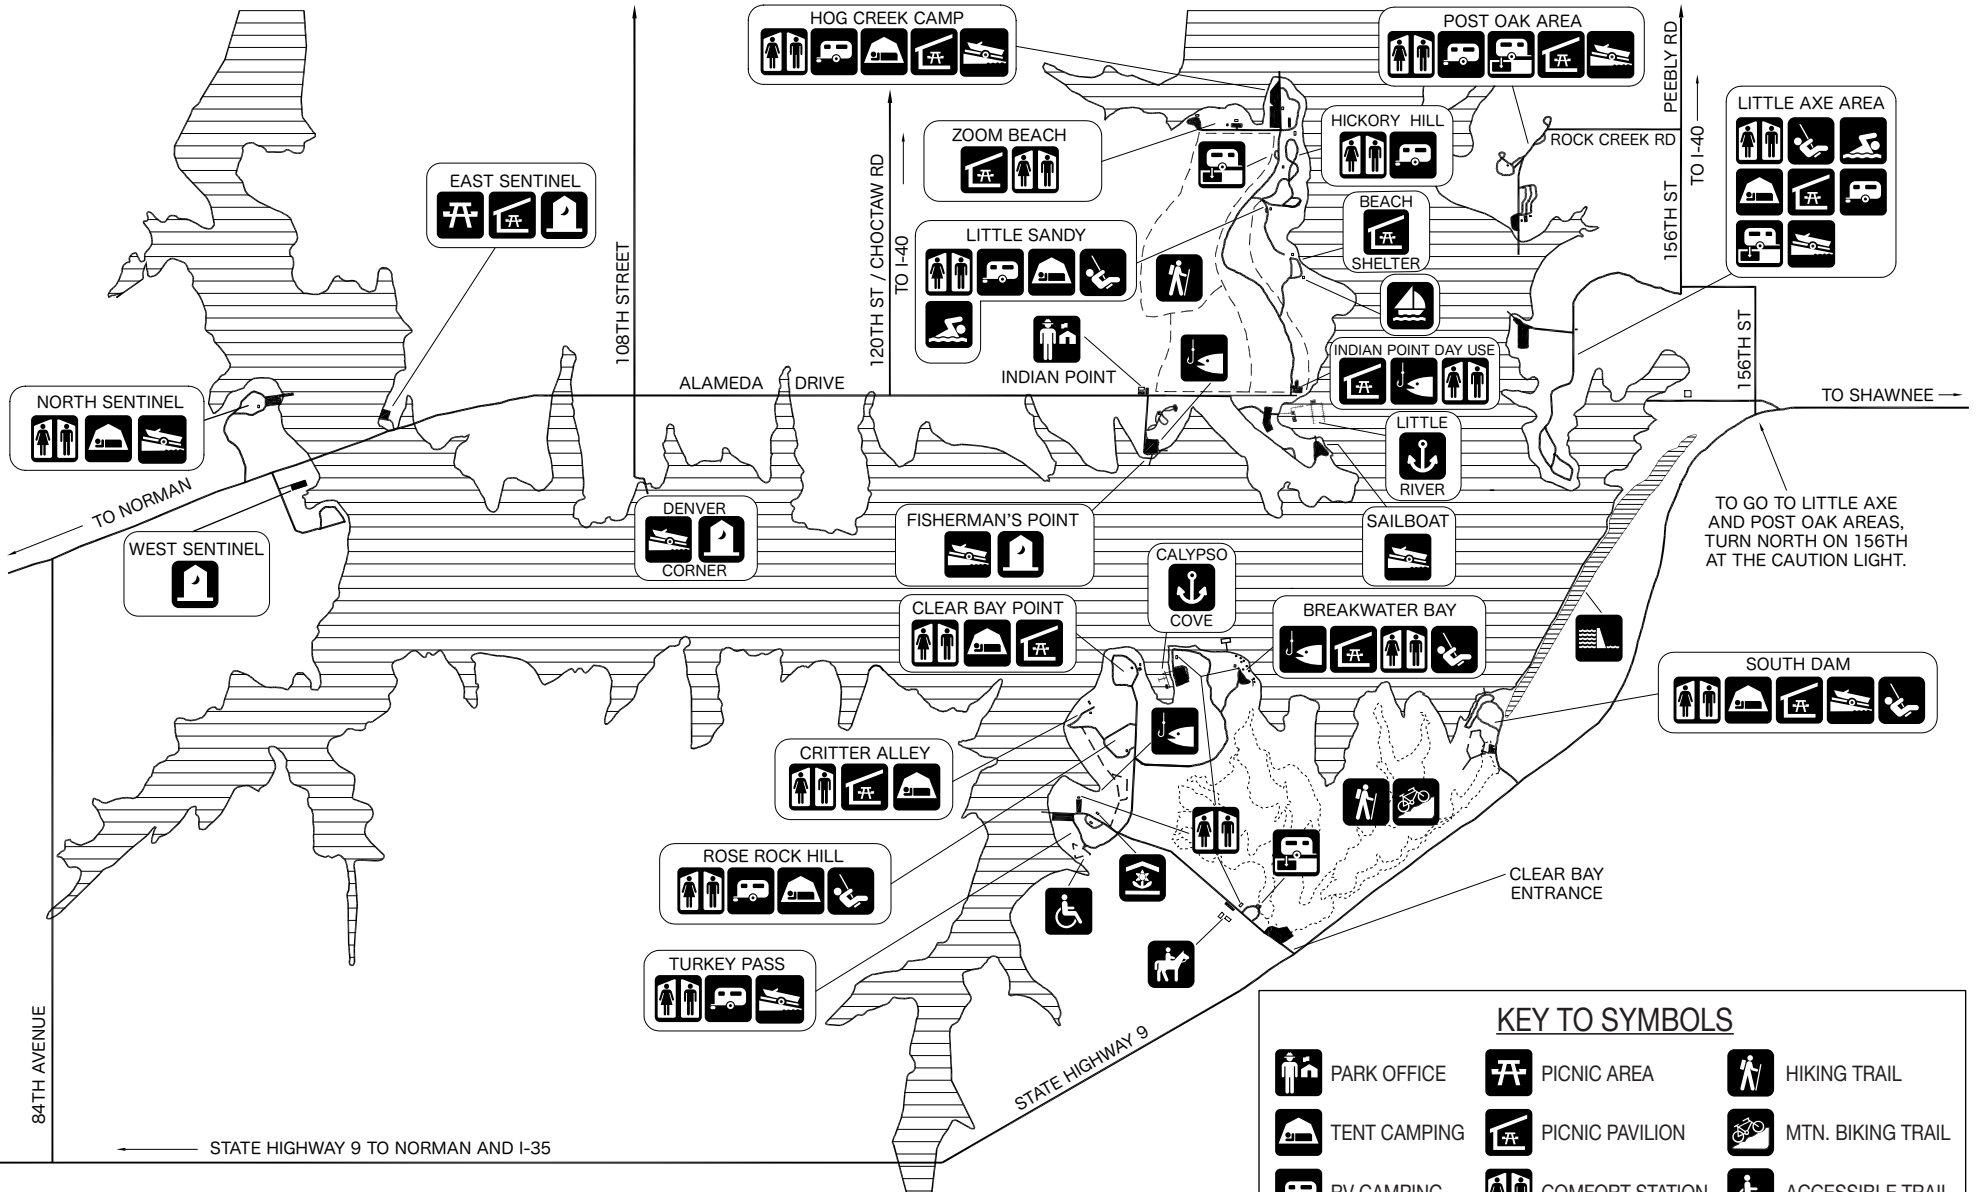 HOG CREEK CAMP
POST OAK AREA
PEEBLY RD
TO I-40
LITTLE AXE AREA
ROCK CREEK RD
ZOOM BEACH
HICKORY HILL
EAST SENTINEL
120TH ST / CHOCTAW RD
TO I-40
108TH STREET
156TH ST
BEACH
SHELTER
LITTLE SANDY
INDIAN POINT
INDIAN POINT DAY USE
156TH ST
ALAMEDA DRIVE
TO SHAWNEE
NORTH SENTINEL
LITTLE
RIVER
TO NORMAN
DENVER
CORNER
FISHERMAN'S POINT
SAILBOAT
TO GO TO LITTLE AXE
AND POST OAK AREAS,
TURN NORTH ON 156TH
AT THE CAUTION LIGHT.
WEST SENTINEL
CALYPSO
COVE
CLEAR BAY POINT
BREAKWATER BAY
SOUTH DAM
CRITTER ALLEY
ROSE ROCK HILL
CLEAR BAY
ENTRANCE
TURKEY PASS
84TH AVENUE
STATE HIGHWAY 9
STATE HIGHWAY 9 TO NORMAN AND I-35
KEY TO SYMBOLS
PARK OFFICE
PICNIC AREA
HIKING TRAIL
TENT CAMPING
PICNIC PAVILION
MTN. BIKING TRAIL
RV CAMPING
COMFORT STATION
ACCESSIBLE TRAIL